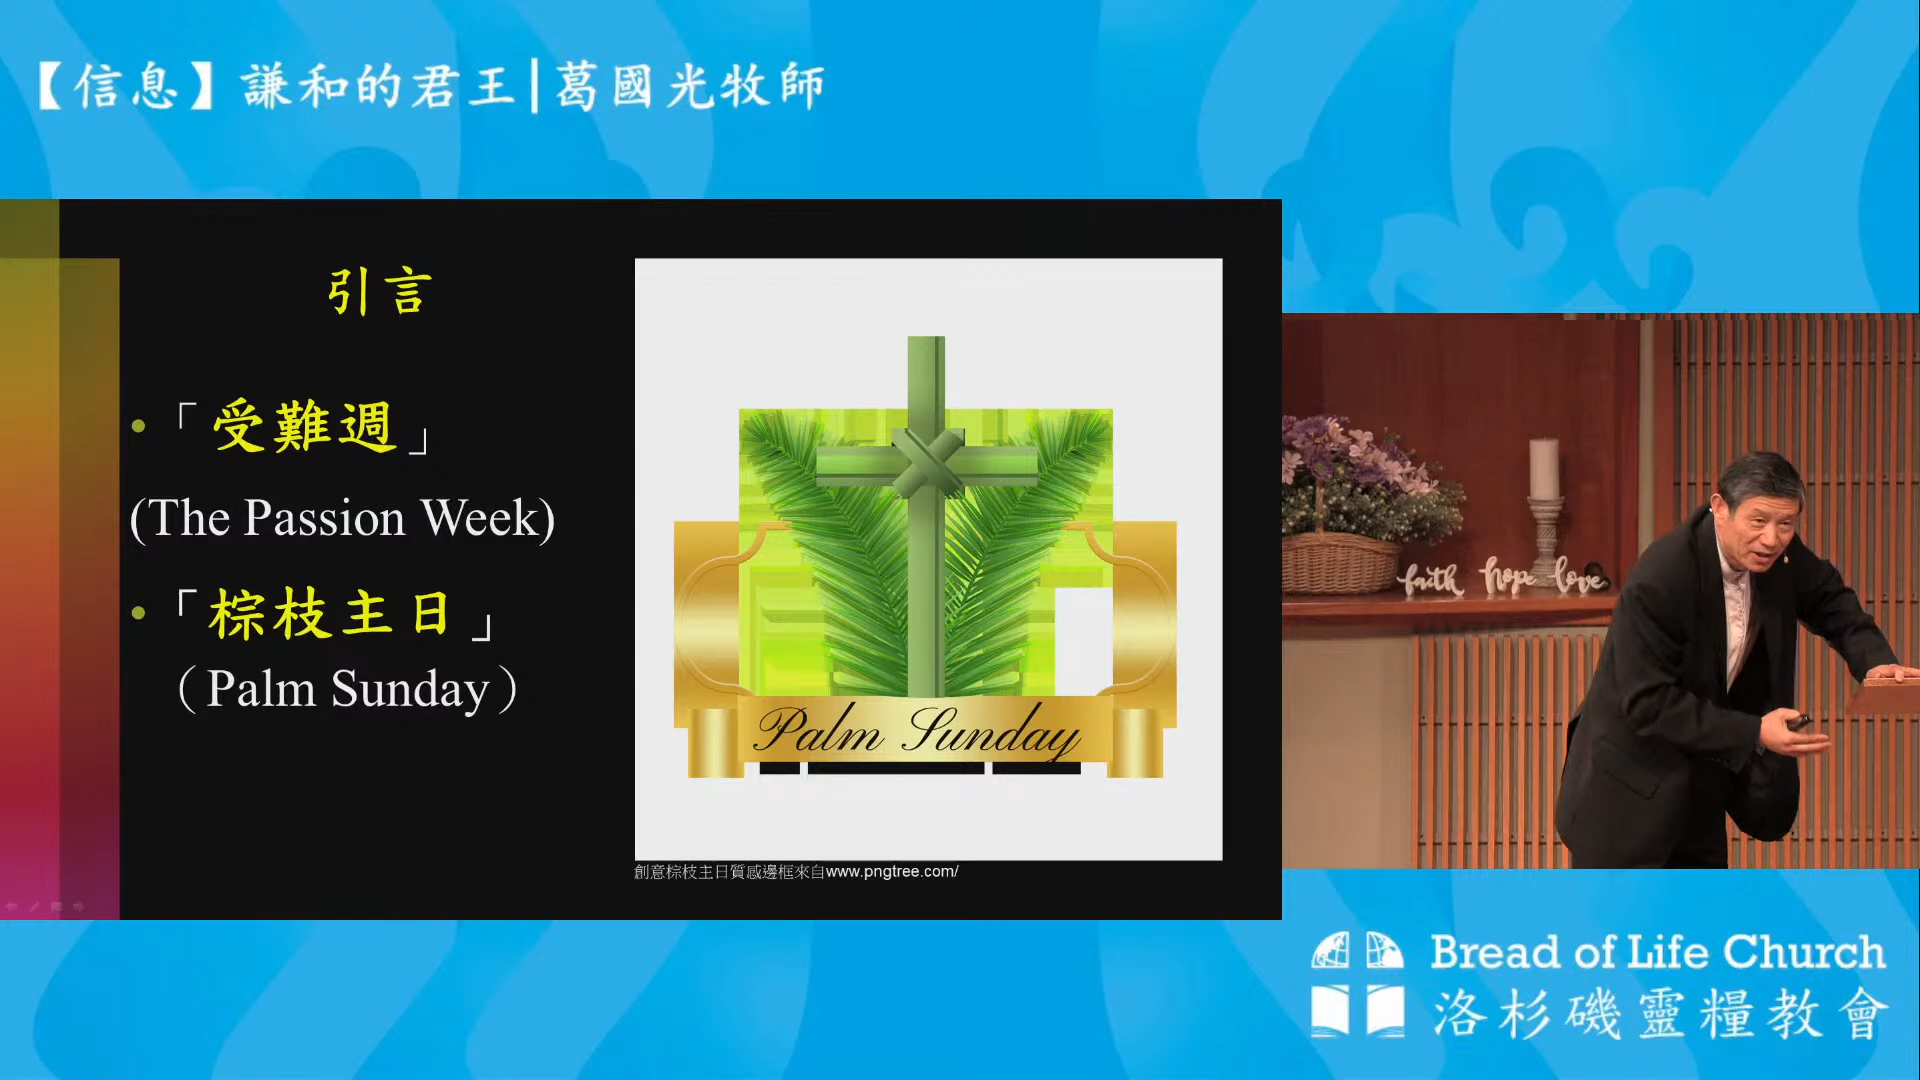 【信息】謙和的君王|葛國光牧師
引言
•「受難週」
(The Passion Week)
•「棕枝主日」
（Palm Sunday）
Palm Sunday
創意棕枝主日質感邊框來自www.pngtree.com/
faith hope love
Bread of Life Church
洛杉磯靈糧教會